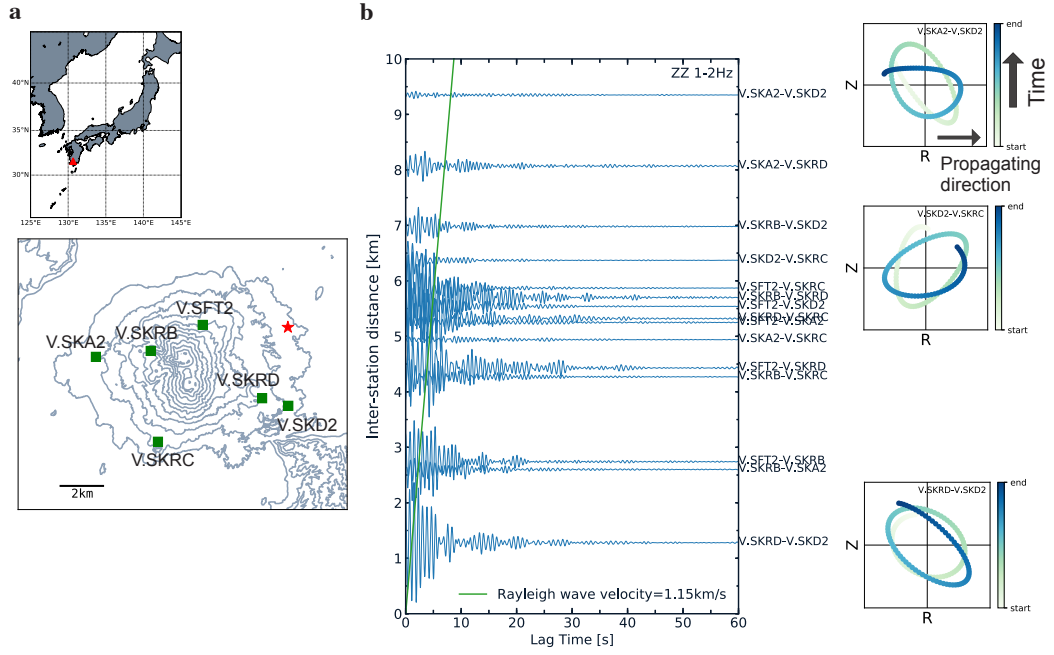 a
40°N
35°N
30°N
125°E 130°E 135°E 140°E 145°E
V.SFT2
V.SKRB
V.SKA2
V.SKRD
V.SKD2
V.SKRC
2km
b
ZZ 1-2Hz
Inter-station distance [km]
10
9
8
7
6
5
4
3
2
1
0
0 10 20 30 40 50 60
Lag Time [s]
Rayleigh wave velocity=1.15km/s
V.SKA2-V.SKD2
V.SKA2-V.SKRD
V.SKRB-V.SKD2
V.SKD2-V.SKRC
V.SFT2-V.SKRC
V.SKRB-V.SKRD
V.SFT2-V.SKD2
V.SKRD-V.SKRC
V.SFT2-V.SKA2
V.SKA2-V.SKRC
V.SFT2-V.SKRD
V.SKRB-V.SKRC
V.SFT2-V.SKRB
V.SKRB-V.SKA2
V.SKRD-V.SKD2
V.SKA2-V.SKD2
Z
R
end
start
Time
Propagating
direction
V.SKD2-V.SKRC
Z
R
end
start
V.SKRD-V.SKD2
Z
R
end
start